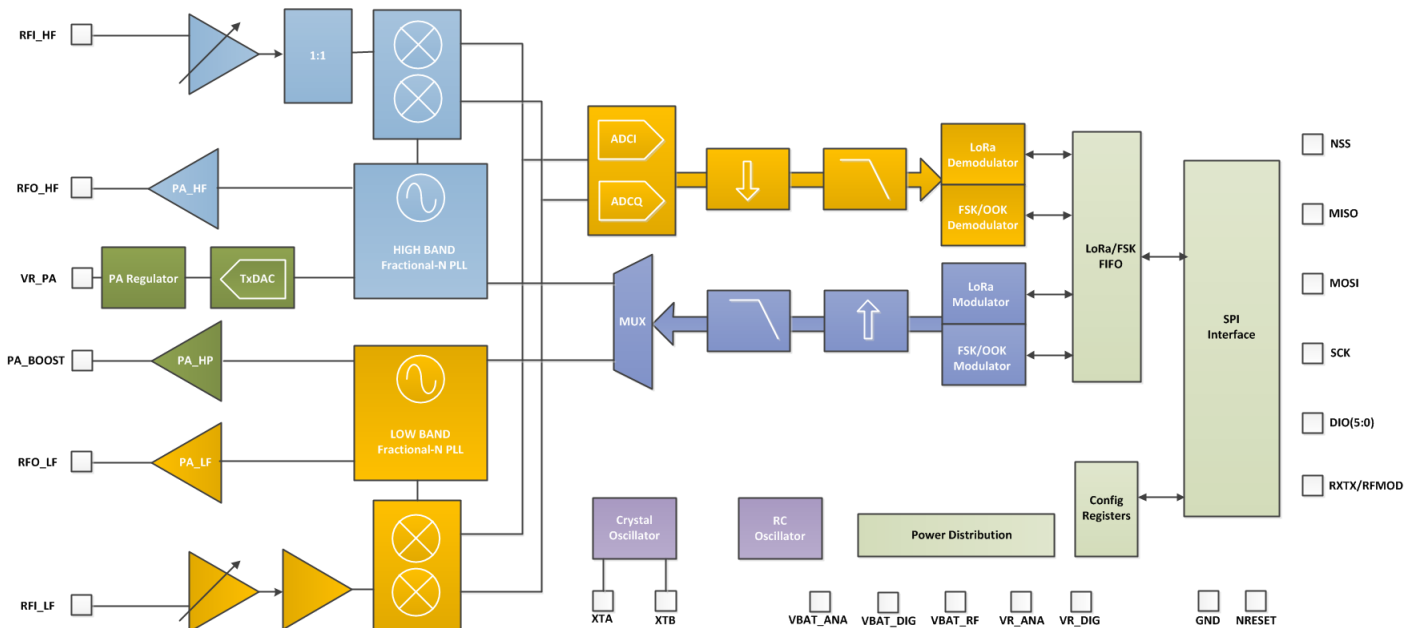 RFI_HF
1:1
ADCI
ADCQ
LoRa
Demodulator
FSK/OOK
Demodulator
NSS
RFO_HF
PA_HF
HIGH BAND
Fractional-N PLL
MISO
LoRa/FSK
FIFO
VR_PA
PA Regulator
TxDAC
MUX
LoRa
Modulator
MOSI
SPI
Interface
PA_BOOST
PA_HP
FSK/OOK
Modulator
SCK
LOW BAND
Fractional-N PLL
DIO(5:0)
RFO_LF
PA_LF
RXTX/RFMOD
Crystal
Oscillator
RC
Oscillator
Power Distribution
Config
Registers
RFI_LF
XTA
XTB
VBAT_ANA
VBAT_DIG
VBAT_RF
VR_ANA
VR_DIG
GND
NRESET